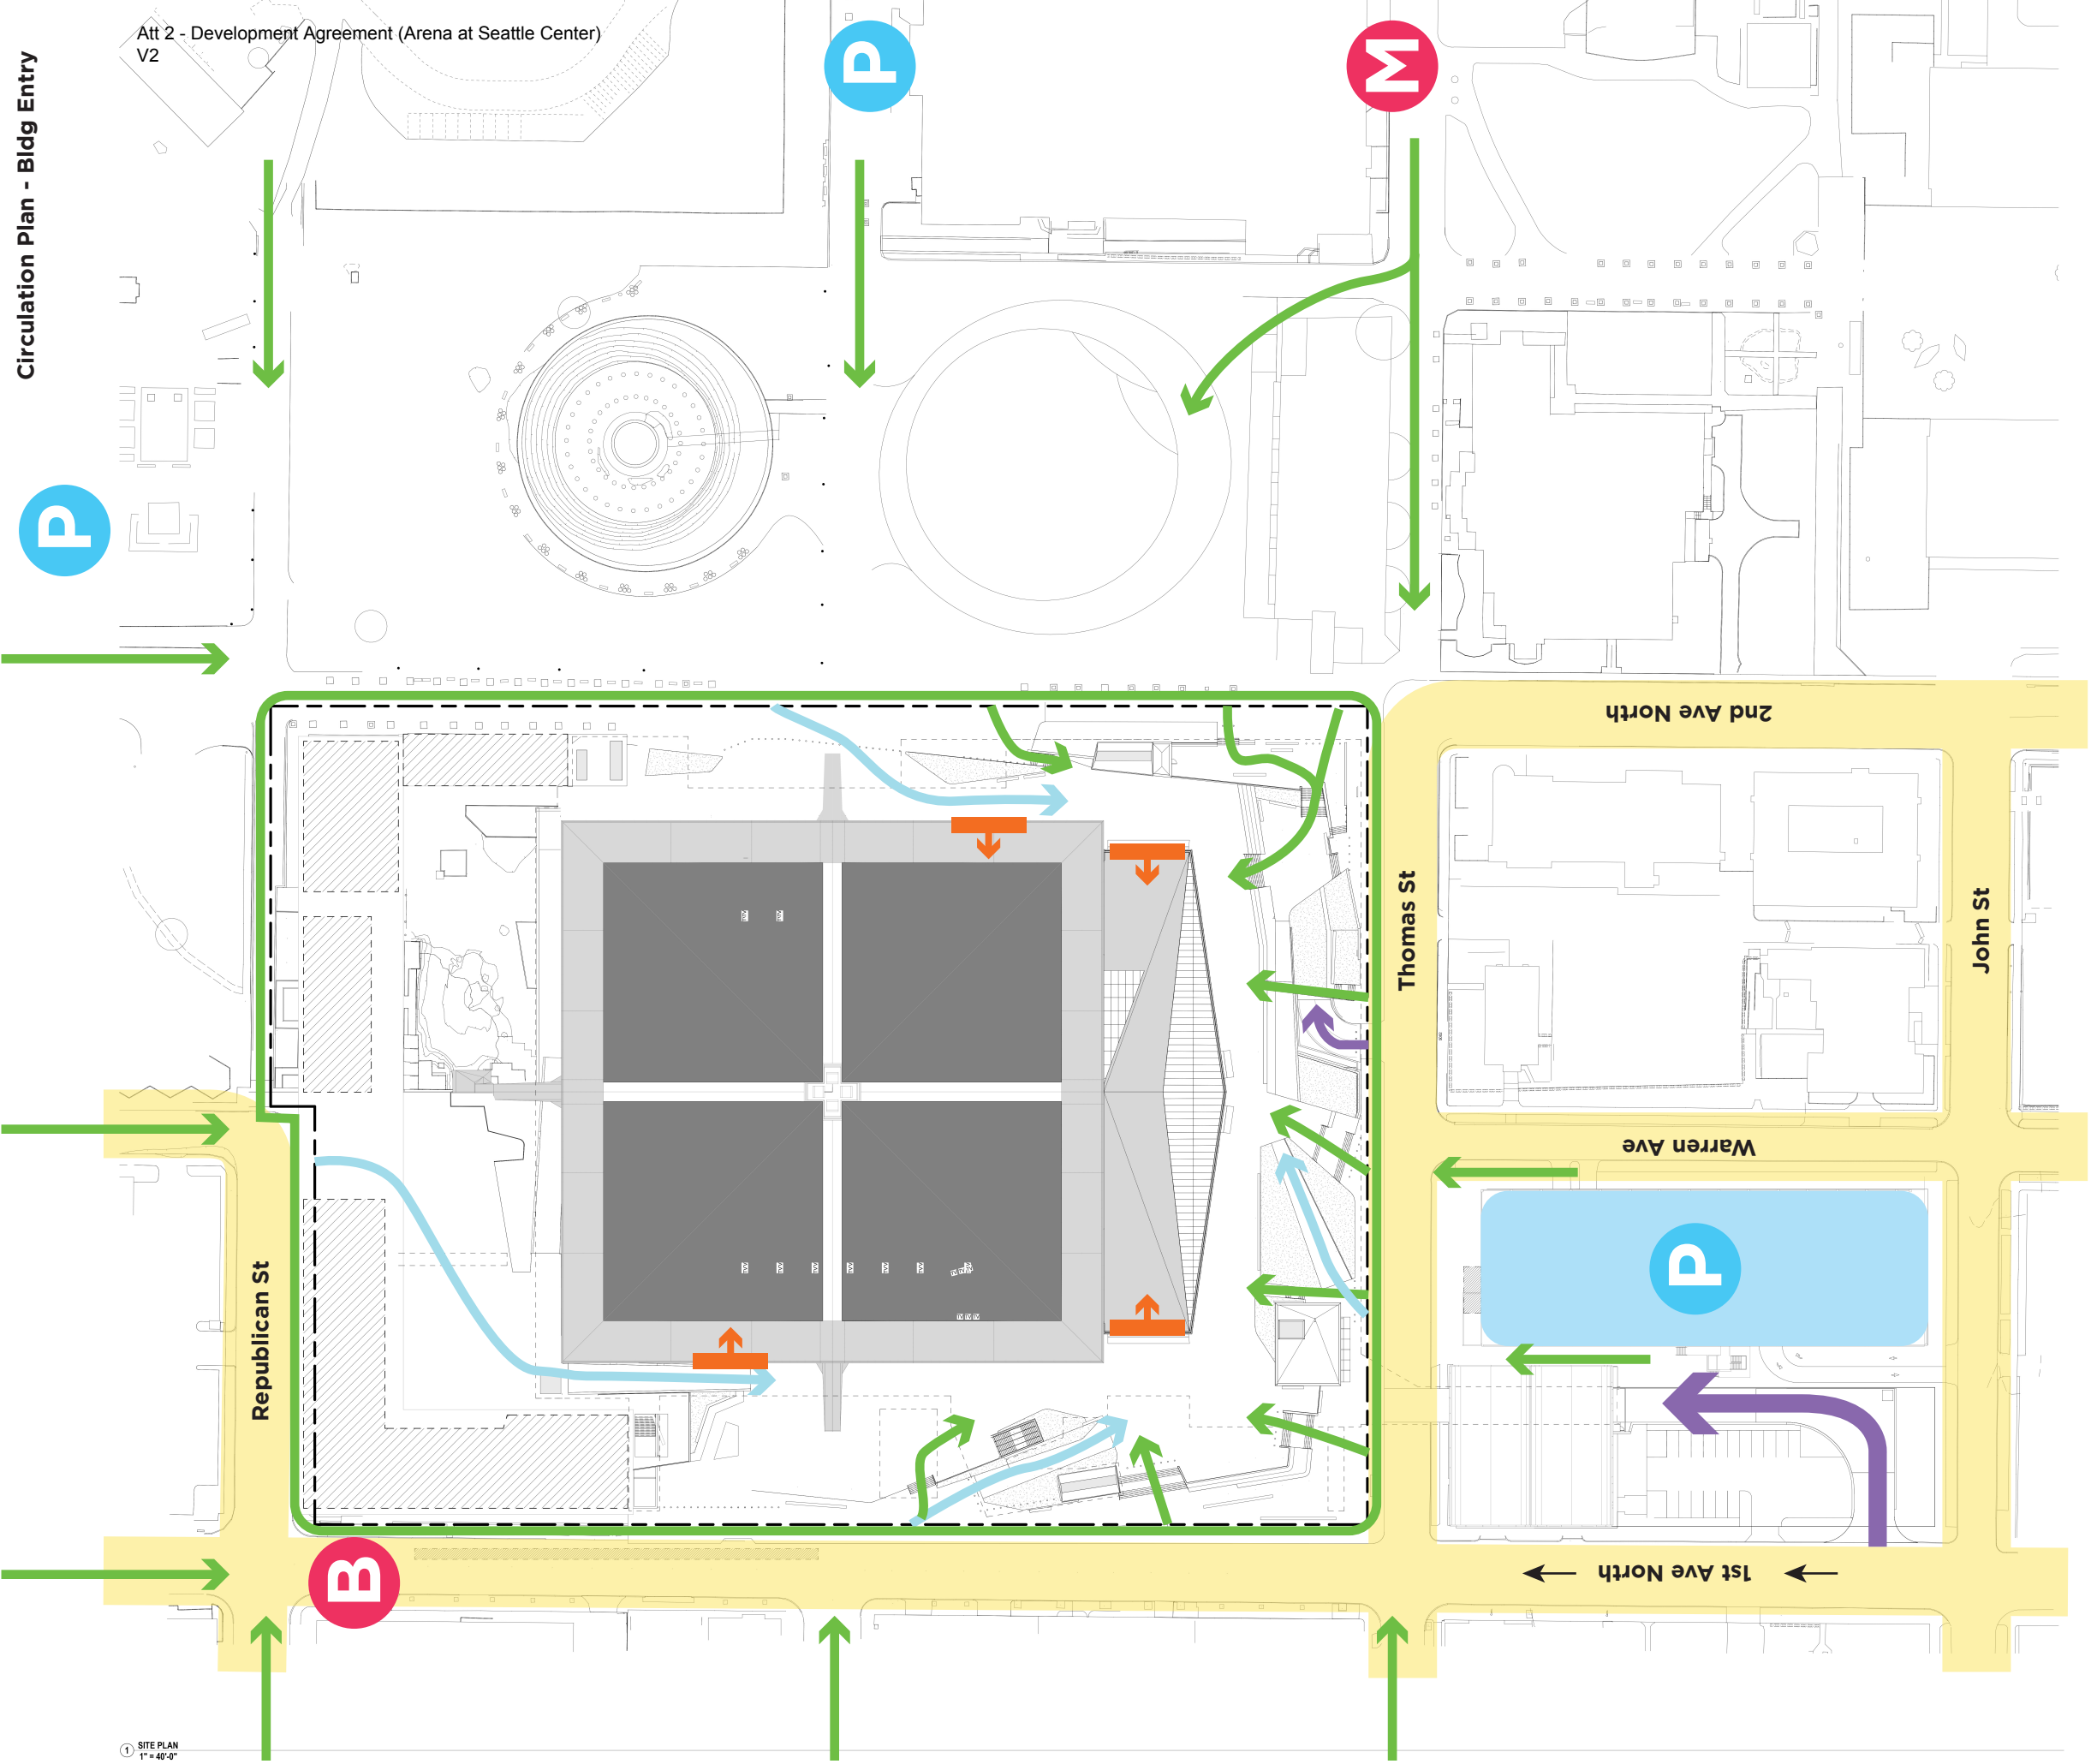 Att 2 - Development Agreement (Arena at Seattle Center)
V2
Circulation Plan - Bldg Entry
P
M
P
2nd Ave North
Thomas St
John St
Warren Ave
P
Republican St
B
1st Ave North
1 SITE PLAN
1" = 40'-0"